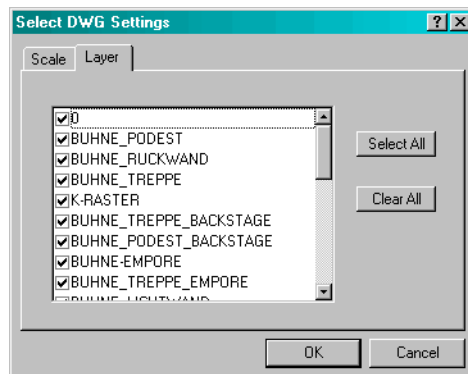 Select DWG Settings
Scale Layer
0
BUHNE_PODEST
BUHNE_RUCKWAND
BUHNE_TREPPE
K-RASTER
BUHNE_TREPPE_BACKSTAGE
BUHNE_PODEST_BACKSTAGE
BUHNE-EMPORE
BUHNE_TREPPE_EMPORE
Select All
Clear All
OK Cancel